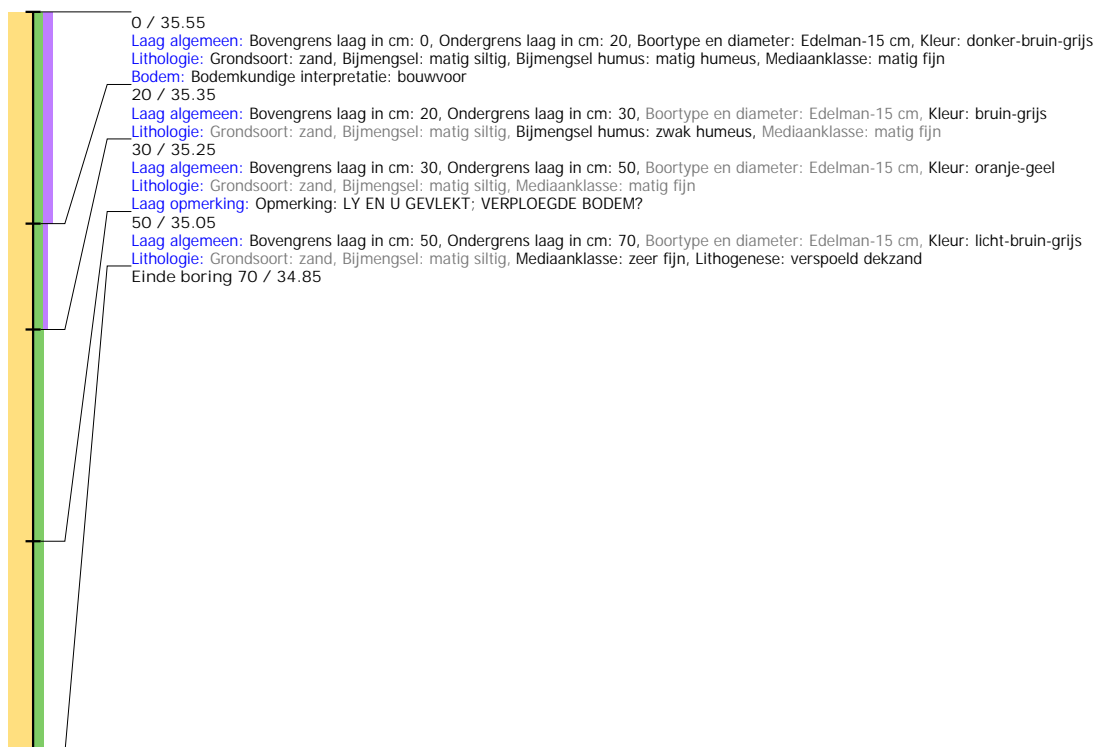 0 / 35.55
Laag algemeen: Bovengrens laag in cm: 0, Ondergrens laag in cm: 20, Boortype en diameter: Edelman-15 cm, Kleur: donker-bruin-grijs
Lithologie: Grondsoort: zand, Bijmengsel: matig siltig, Bijmengsel humus: matig humeus, Mediaanklasse: matig fijn
Bodem: Bodemkundige interpretatie: bouwvoor
20 / 35.35
Laag algemeen: Bovengrens laag in cm: 20, Ondergrens laag in cm: 30, Boortype en diameter: Edelman-15 cm, Kleur: bruin-grijs
Lithologie: Grondsoort: zand, Bijmengsel: matig siltig, Bijmengsel humus: zwak humeus, Mediaanklasse: matig fijn
30 / 35.25
Laag algemeen: Bovengrens laag in cm: 30, Ondergrens laag in cm: 50, Boortype en diameter: Edelman-15 cm, Kleur: oranje-geel
Lithologie: Grondsoort: zand, Bijmengsel: matig siltig, Mediaanklasse: matig fijn
Laag opmerking: Opmerking: LY EN U GEVLEKT; VERPLOEGDE BODEM?
50 / 35.05
Laag algemeen: Bovengrens laag in cm: 50, Ondergrens laag in cm: 70, Boortype en diameter: Edelman-15 cm, Kleur: licht-bruin-grijs
Lithologie: Grondsoort: zand, Bijmengsel: matig siltig, Mediaanklasse: zeer fijn, Lithogenese: verspoeld dekzand
Einde boring 70 / 34.85